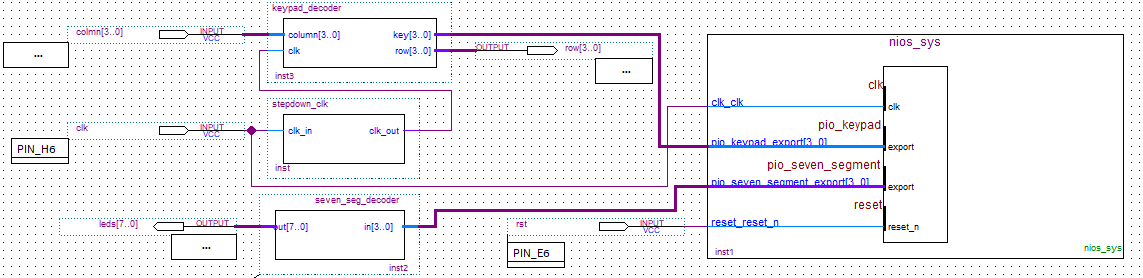 keypad_decoder
colmn[3..0]
INPUT
VCC
column[3..0]
key[3..0]
clk
row[3..0]
OUTPUT
row[3..0]
...
...
inst3
nios_sys
stepdown_clk
clk
INPUT
VCC
clk_in
clk_out
PIN_H6
inst
clk
clk_clk
clk
pio_keypad
pio_keypad_export[3..0]
export
pio_seven_segment
pio_seven_segment_export[3..0]
export
reset
reset_reset_n
reset_n
inst1
nios_sys
seven_seg_decoder
leds[7..0]
OUTPUT
out[7..0]
in[3..0]
...
inst2
rst
INPUT
VCC
PIN_E6